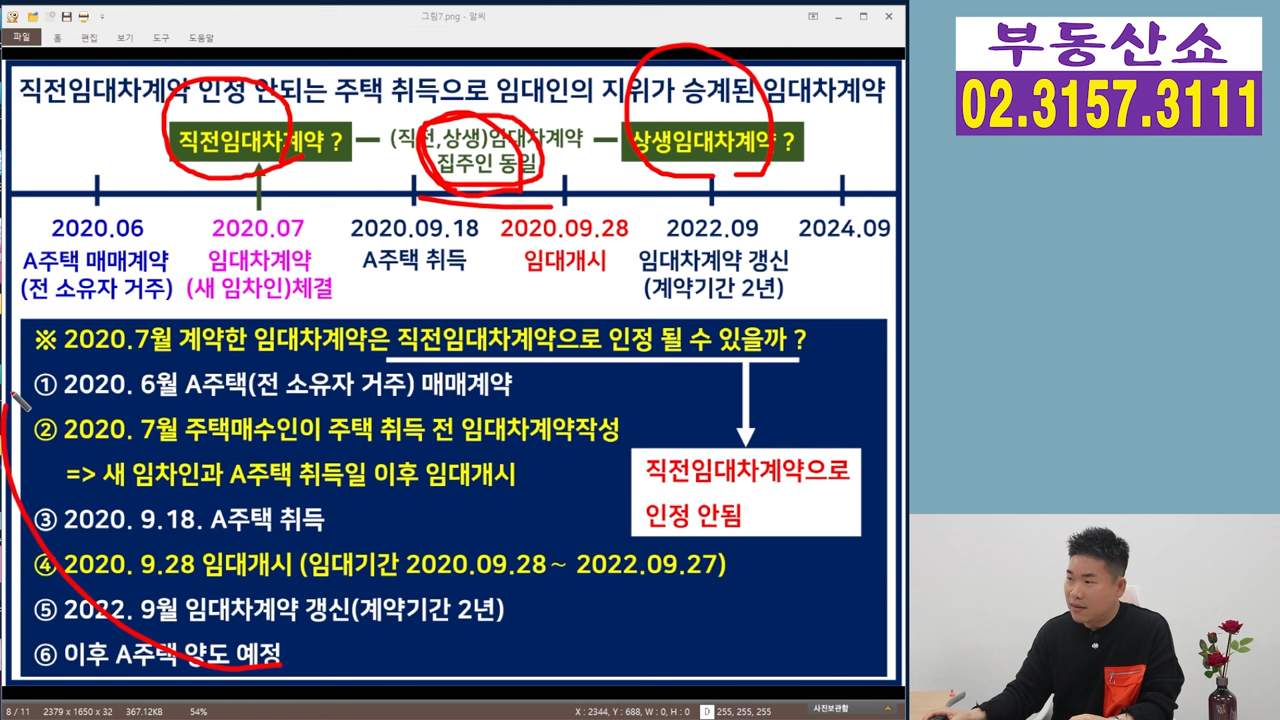 그림7.png - 알씨
파일 홈 편집 보기 도구 도움말
부동산쇼
02.3157.3111
직전임대차계약 인정 안되는 주택 취득으로 임대인의 지위가 승계된 임대차계약
직전임대차계약 ? (직전,상생)임대차계약 상생임대차계약 ?
집주인 동일
2020.06 2020.07 2020.09.18 2020.09.28 2022.09 2024.09
A주택 매매계약 임대차계약 A주택 취득 임대개시 임대차계약 갱신
(전 소유자 거주) (새 임차인)체결 (계약기간 2년)
※ 2020.7월 계약한 임대차계약은 직전임대차계약으로 인정 될 수 있을까 ?
① 2020. 6월 A주택(전 소유자 거주) 매매계약
② 2020. 7월 주택매수인이 주택 취득 전 임대차계약작성
=> 새 임차인과 A주택 취득일 이후 임대개시
직전임대차계약으로
인정 안됨
③ 2020. 9.18. A주택 취득
④ 2020. 9.28 임대개시 (임대기간 2020.09.28~ 2022.09.27)
⑤ 2022. 9월 임대차계약 갱신(계약기간 2년)
⑥ 이후 A주택 양도 예정
8 / 11 2379 x 1650 x 32 367.12KB 54% X : 2344, Y : 688, W : 0, H : 0 D 255, 255, 255 사진보관함